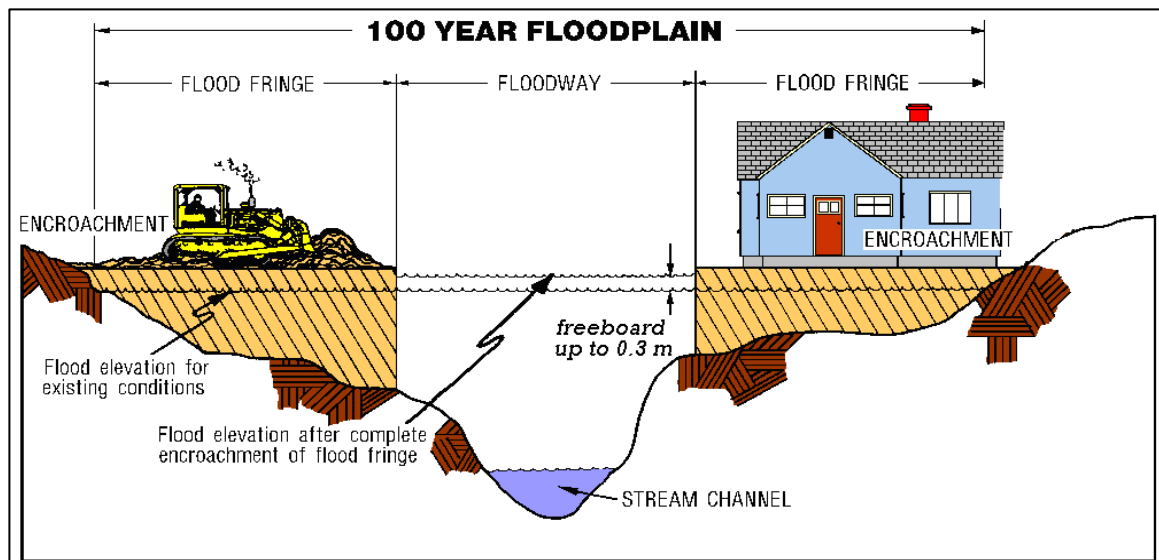 100 YEAR FLOODPLAIN
FLOOD FRINGE
FLOODWAY
FLOOD FRINGE
ENCROACHMENT
ENCROACHMENT
freeboard
up to 0.3 m
Flood elevation for
existing conditions
Flood elevation after complete
encroachment of flood fringe
STREAM CHANNEL